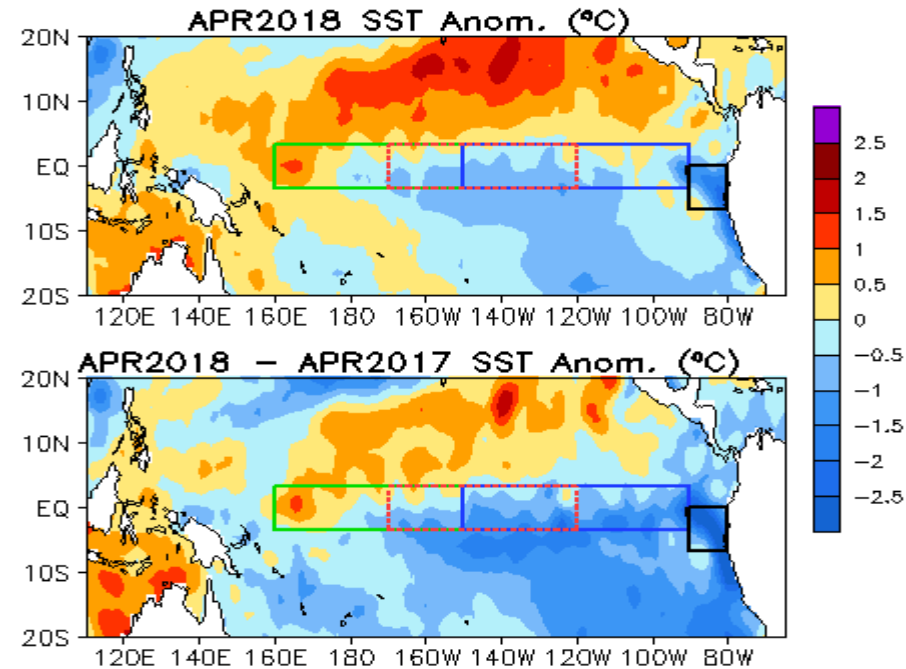 APR2018 SST Anom. (ºC)
20N
10N
EQ
10S
20S
120E 140E 160E 180 160W 140W 120W 100W 80W
APR2018 – APR2017 SST Anom. (ºC)
20N
10N
EQ
10S
20S
120E 140E 160E 180 160W 140W 120W 100W 80W
2.5
2
1.5
1
0.5
0
−0.5
−1
−1.5
−2
−2.5